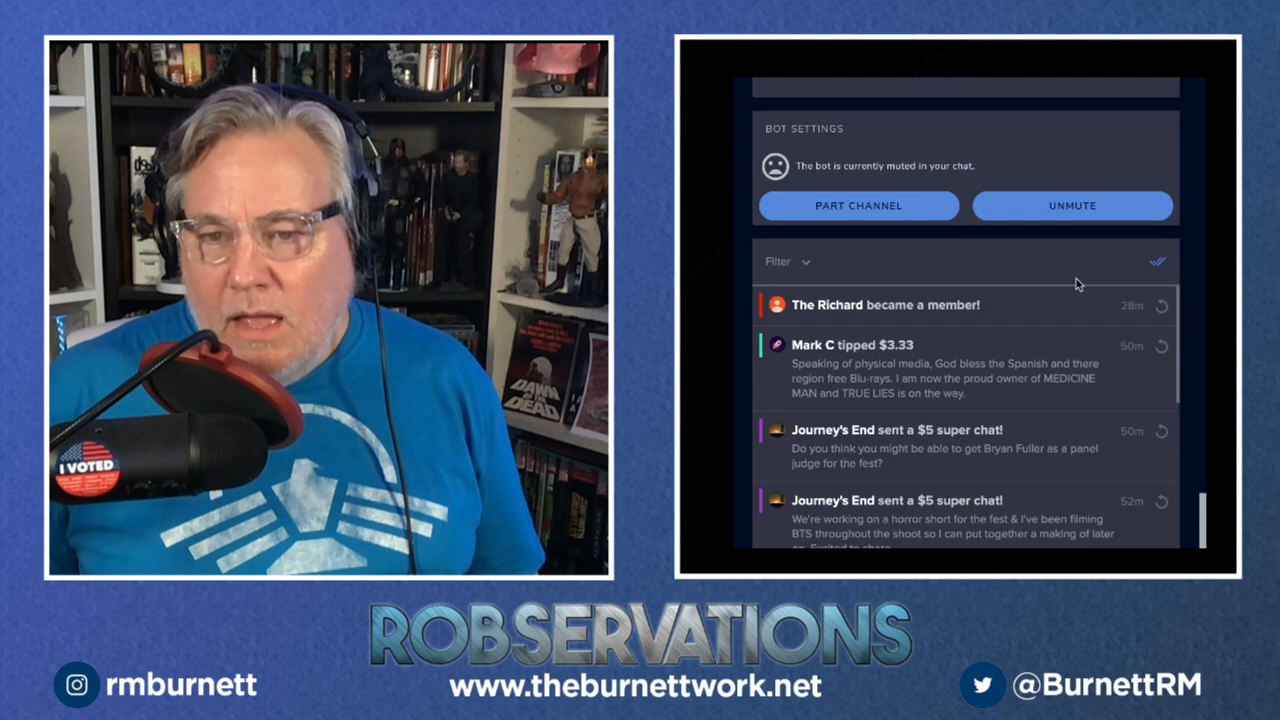 I VOTED
DAWN
OF THE
DEAD
BOT SETTINGS
The bot is currently muted in your chat.
PART CHANNEL
UNMUTE
Filter
The Richard became a member!
28m
Mark C tipped $3.33
50m
Speaking of physical media, God bless the Spanish and there
region free Blu-rays. I am now the proud owner of MEDICINE
MAN and TRUE LIES is on the way.
Journey's End sent a $5 super chat!
50m
Do you think you might be able to get Bryan Fuller as a panel
judge for the fest?
Journey's End sent a $5 super chat!
52m
We're working on a horror short for the fest & I've been filming
BTS throughout the shoot so I can put together a making of later
on. Excited to share
ROBSERVATIONS
rmburnett
www.theburnettwork.net
@BurnettRM